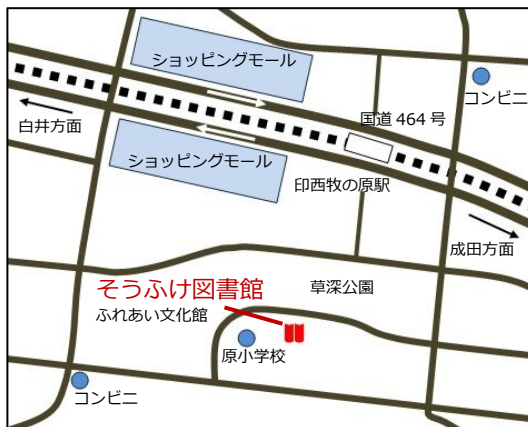 ショッピングモール
コンビニ
国道 464 号
白井方面
ショッピングモール
印西牧の原駅
成田方面
そうふけ図書館
草深公園
ふれあい文化館
原小学校
コンビニ